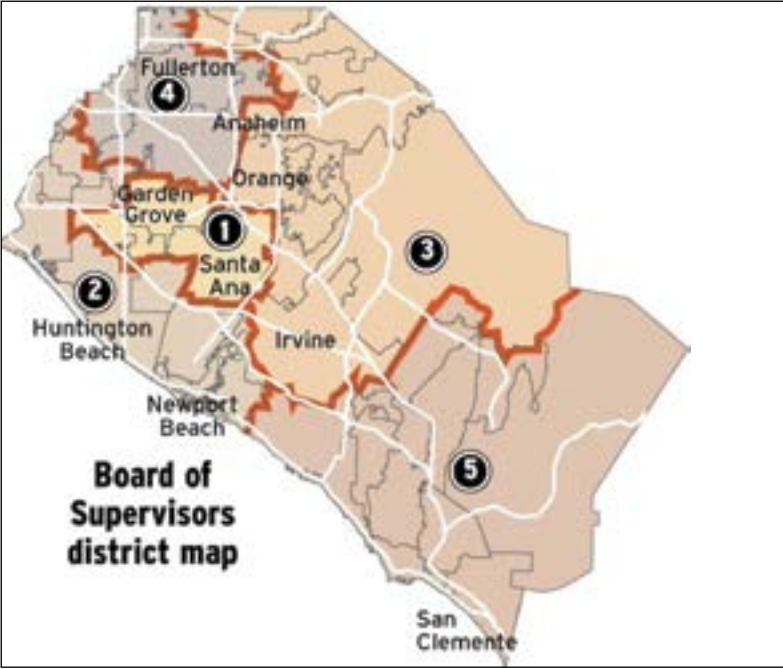 Fullerton
4
Anaheim
Orange
Garden
Grove
1
Santa
Ana
3
2
Huntington
Beach
Irvine
Newport
Beach
Board of
Supervisors
district map
5
San
Clemente